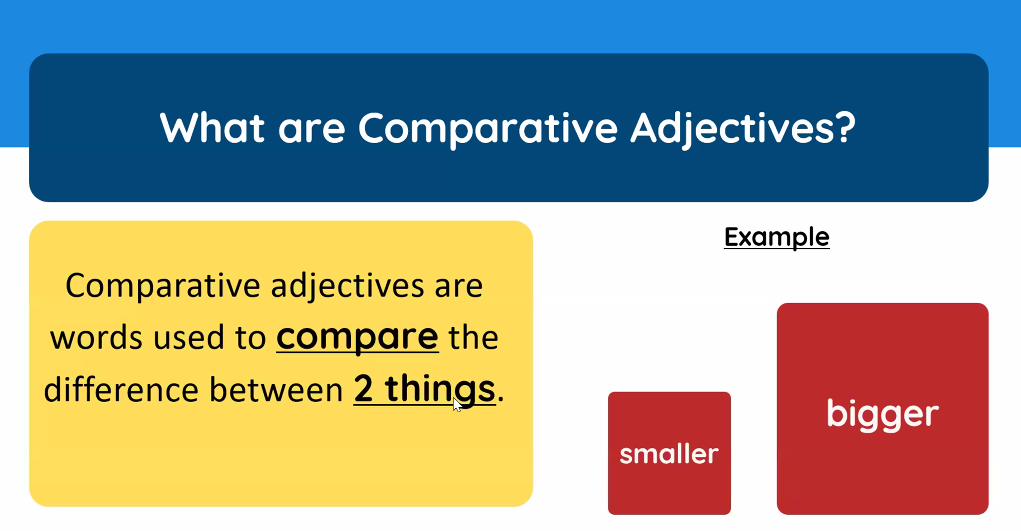 What are Comparative Adjectives?
Comparative adjectives are
words used to compare the
difference between 2 things.
Example
smaller
bigger